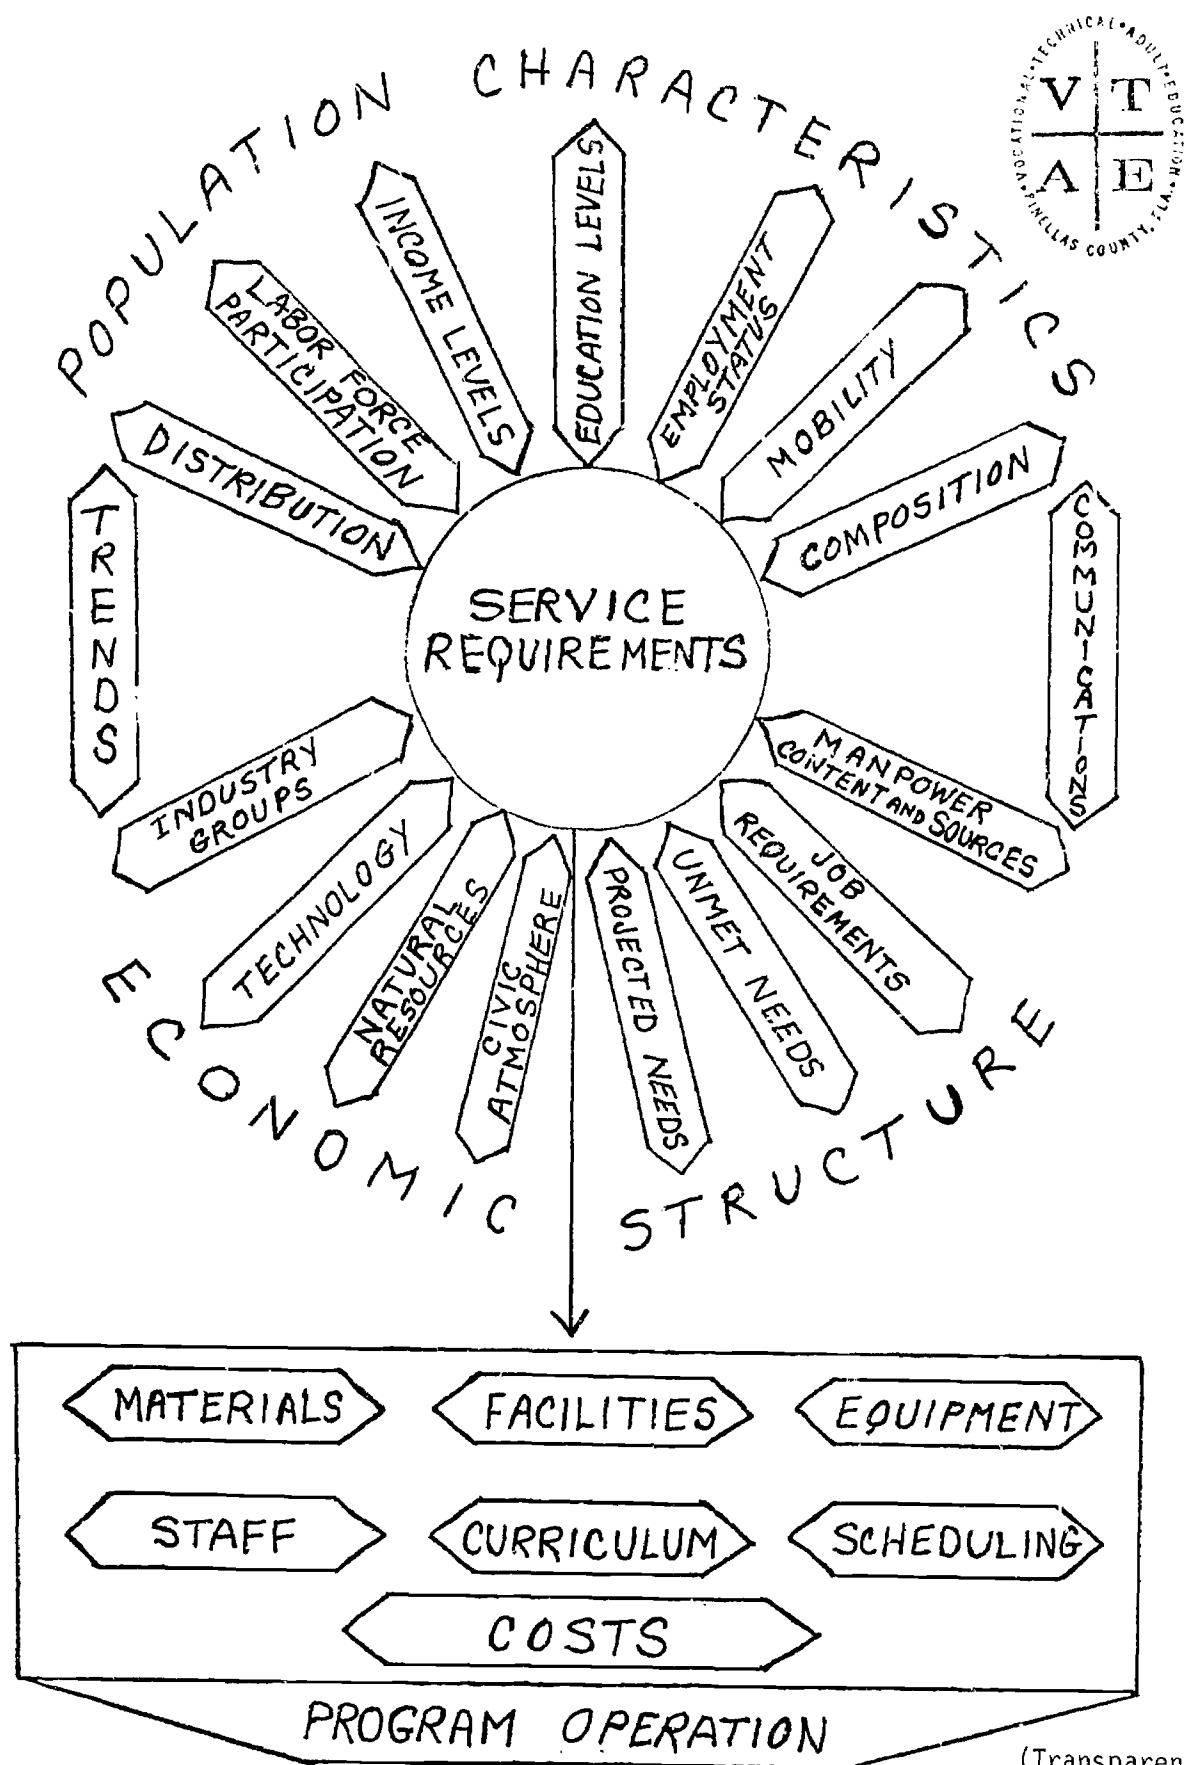 POPULATION CHARACTERISTICS
VOCATIONAL•TECHNICAL•ADULT•EDUCATION
V T
A E
PINELLAS COUNTY, FLA.
DISTRIBUTION
LABOR FORCE
PARTICIPATION
INCOME LEVELS
EDUCATION LEVELS
EMPLOYMENT
STATUS
MOBILITY
COMPOSITION
TRENDS
SERVICE
REQUIREMENTS
COMMUNICATIONS
INDUSTRY
GROUPS
TECHNOLOGY
NATURAL
RESOURCES
CIVIC
ATMOSPHERE
PROJECTED NEEDS
UNMET NEEDS
JOB
REQUIREMENTS
MANPOWER
CONTENT AND SOURCES
ECONOMIC STRUCTURE
MATERIALS
FACILITIES
EQUIPMENT
STAFF
CURRICULUM
SCHEDULING
COSTS
PROGRAM OPERATION